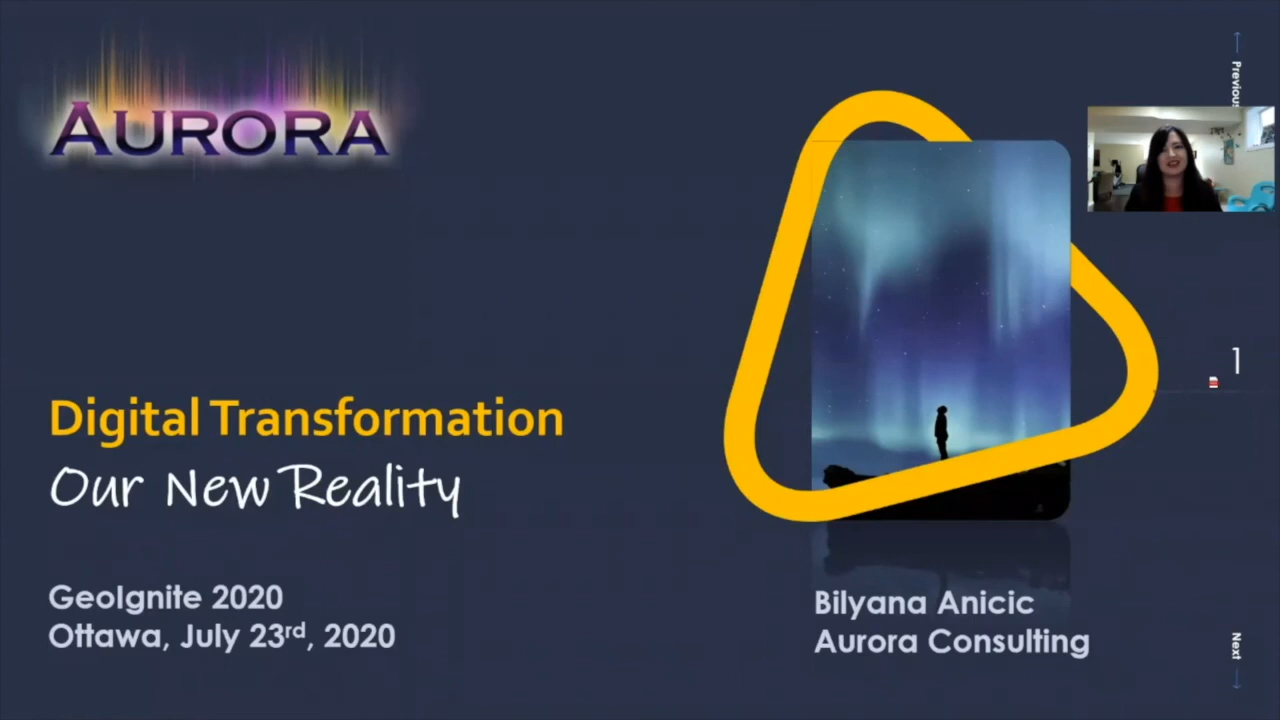 AURORA
Previous
1
Digital Transformation
Our New Reality
GeoIgnite 2020
Ottawa, July 23rd, 2020
Bilyana Anicic
Aurora Consulting
Next